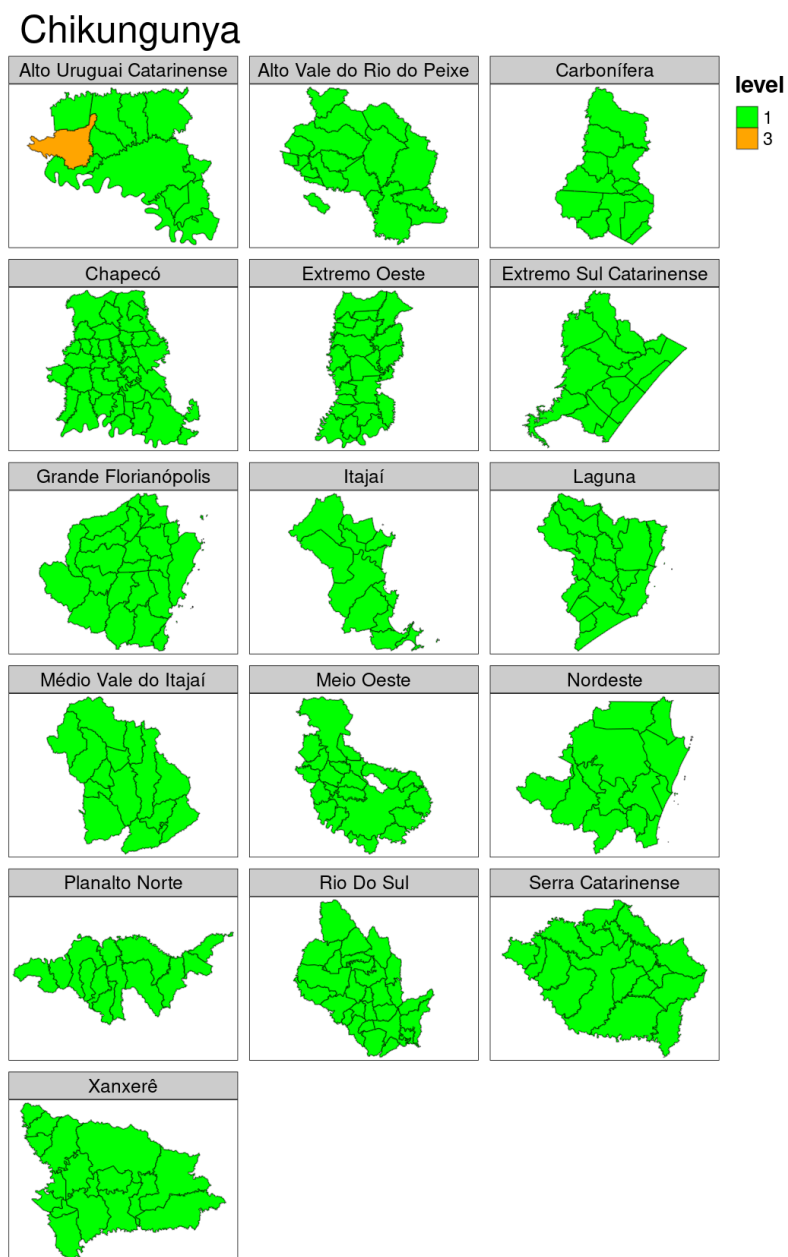 Chikungunya
Alto Uruguai Catarinense
Alto Vale do Rio do Peixe
Carbonífera
level
1
3
Chapecó
Extremo Oeste
Extremo Sul Catarinense
Grande Florianópolis
Itajaí
Laguna
Médio Vale do Itajaí
Meio Oeste
Nordeste
Planalto Norte
Rio Do Sul
Serra Catarinense
Xanxerê